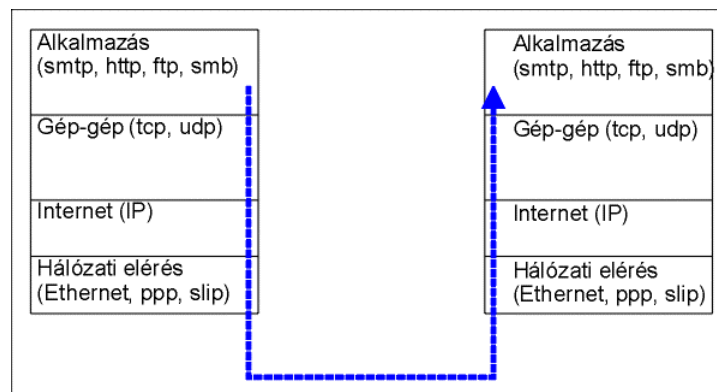 Alkalmazás
(smtp, http, ftp, smb)
Gép-gép (tcp, udp)
Internet (IP)
Hálózati elérés
(Ethernet, ppp, slip)
Alkalmazás
(smtp, http, ftp, smb)
Gép-gép (tcp, udp)
Internet (IP)
Hálózati elérés
(Ethernet, ppp, slip)